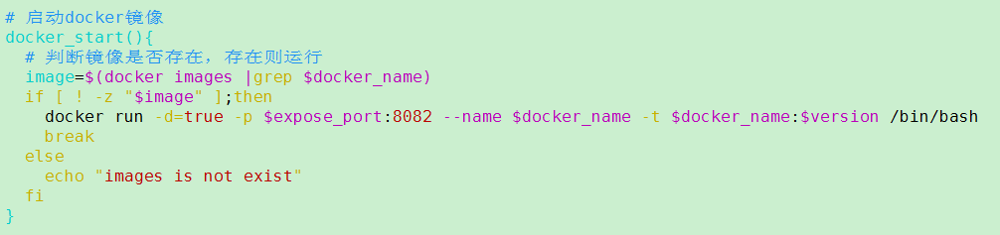 # 启动docker镜像
docker_start(){
  # 判断镜像是否存在，存在则运行
  image=$(docker images |grep $docker_name)
  if [ ! -z "$image" ];then
    docker run -d=true -p $expose_port:8082 --name $docker_name -t $docker_name:$version /bin/bash
    break
  else
    echo "images is not exist"
  fi
}